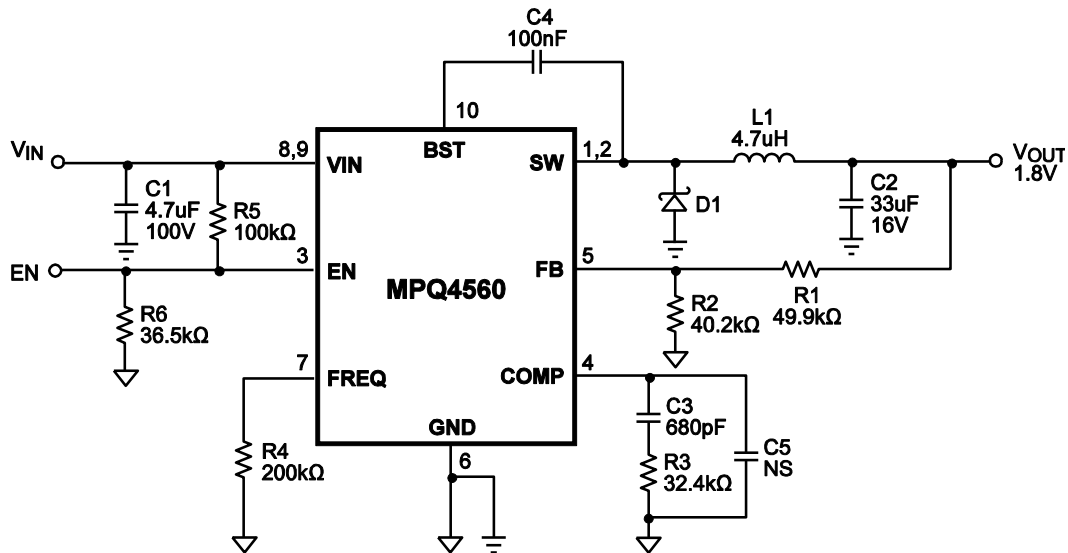 C4
100nF
10
L1
4.7uH
VIN
8,9
VIN
BST
SW
1,2
VOUT
1.8V
C1
4.7uF
100V
R5
100kΩ
D1
C2
33uF
16V
EN
3
EN
FB
5
MPQ4560
R6
36.5kΩ
R2
40.2kΩ
R1
49.9kΩ
7
FREQ
COMP
4
GND
6
R4
200kΩ
C3
680pF
R3
32.4kΩ
C5
NS